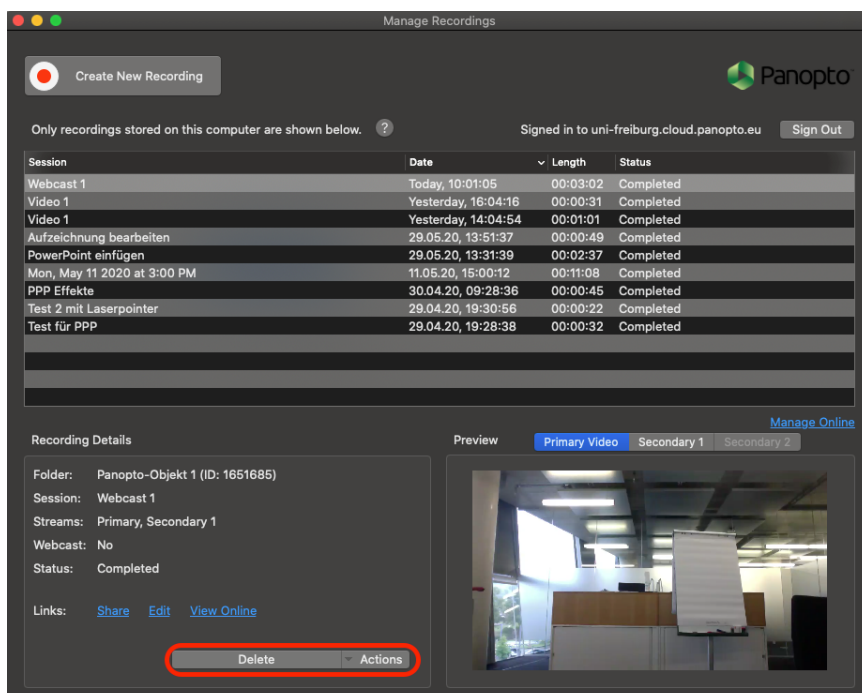 Manage Recordings
Create New Recording
Panopto
Only recordings stored on this computer are shown below. ?
Signed in to uni-freiburg.cloud.panopto.eu Sign Out
Session Date Length Status
Webcast 1 Today, 10:01:05 00:03:02 Completed
Video 1 Yesterday, 16:04:16 00:00:31 Completed
Video 1 Yesterday, 14:04:54 00:01:01 Completed
Aufzeichnung bearbeiten 29.05.20, 13:51:37 00:00:49 Completed
PowerPoint einfügen 29.05.20, 13:31:39 00:02:37 Completed
Mon, May 11 2020 at 3:00 PM 11.05.20, 15:00:12 00:11:08 Completed
PPP Effekte 30.04.20, 09:28:36 00:00:45 Completed
Test 2 mit Laserpointer 29.04.20, 19:30:56 00:00:22 Completed
Test für PPP 29.04.20, 19:28:38 00:00:32 Completed
Manage Online
Recording Details
Preview Primary Video Secondary 1 Secondary 2
Folder: Panopto-Objekt 1 (ID: 1651685)
Session: Webcast 1
Streams: Primary, Secondary 1
Webcast: No
Status: Completed
Links: Share Edit View Online
Delete Actions